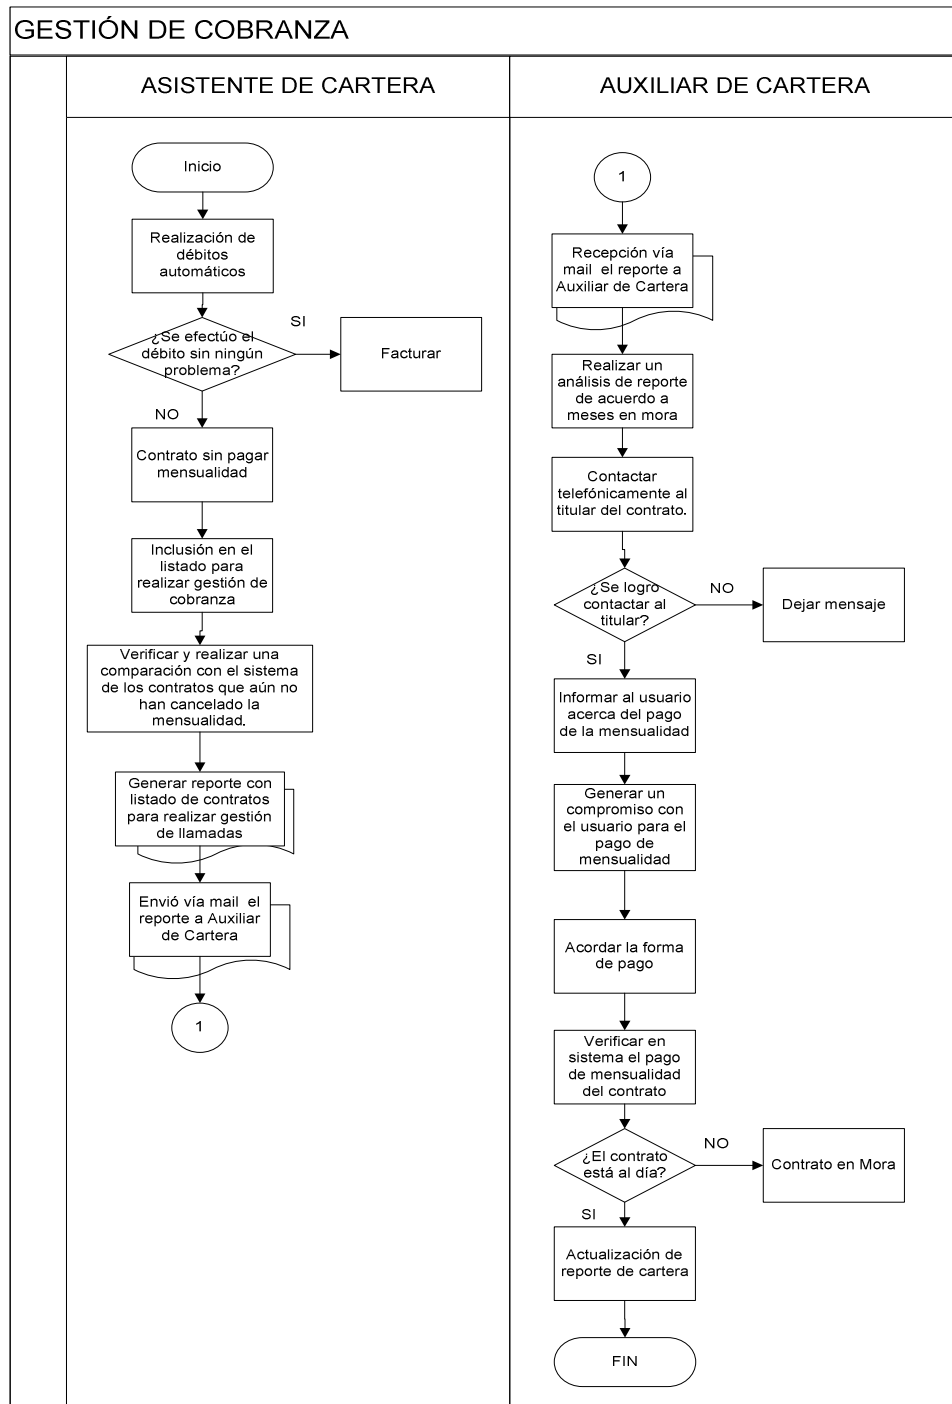 GESTIÓN DE COBRANZA
ASISTENTE DE CARTERA
Inicio
Realización de
débitos
automáticos
¿Se efectúo el
débito sin ningún
problema?
SI
Facturar
NO
Contrato sin pagar
mensualidad
Inclusión en el
listado para
realizar gestión de
cobranza
Verificar y realizar una
comparación con el sistema
de los contratos que aún no
han cancelado la
mensualidad.
Generar reporte con
listado de contratos
para realizar gestión
de llamadas
Envió vía mail el
reporte a Auxiliar
de Cartera
1
AUXILIAR DE CARTERA
1
Recepción vía
mail el reporte a
Auxiliar de Cartera
Realizar un
análisis de reporte
de acuerdo a
meses en mora
Contactar
telefónicamente al
titular del contrato.
¿Se logro
contactar al
titular?
NO
Dejar mensaje
SI
Informar al usuario
acerca del pago
de la mensualidad
Generar un
compromiso con
el usuario para el
pago de
mensualidad
Acordar la forma
de pago
Verificar en
sistema el pago
de mensualidad
del contrato
¿El contrato
está al día?
NO
Contrato en Mora
SI
Actualización de
reporte de cartera
FIN